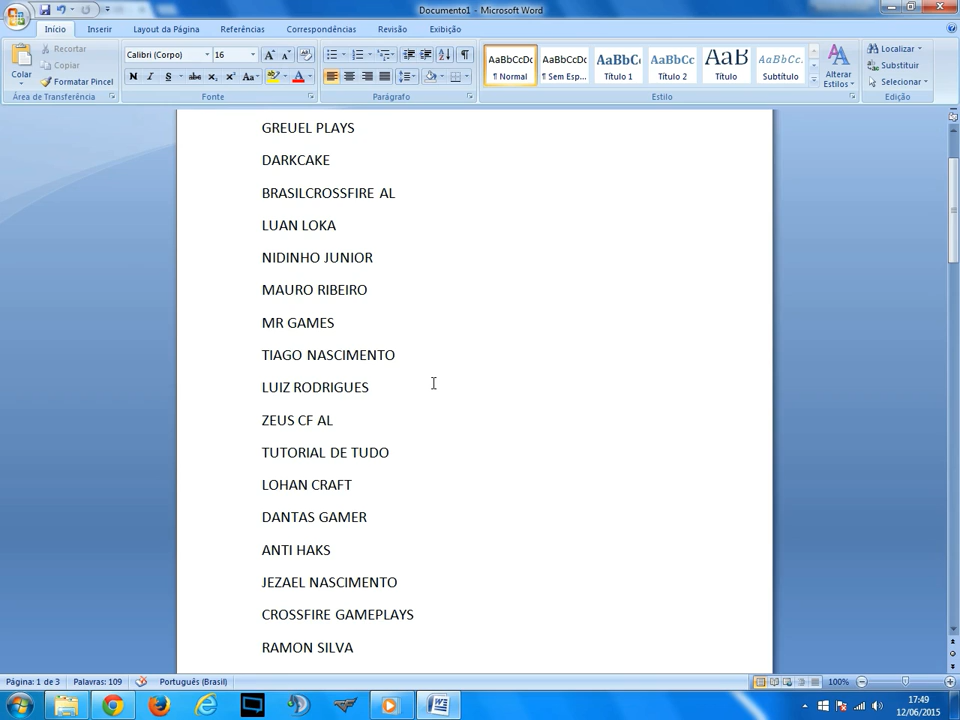 Documento1 - Microsoft Word
Início Inserir Layout da Página Referências Correspondências Revisão Exibição
Colar
Recortar
Copiar
Formatar Pincel
Área de Transferência
Calibri (Corpo) 16
Fonte
Parágrafo
AaBbCcDc AaBbCcDc AaBbC AaBbCc AaB AaBbCc.
¶ Normal ¶ Sem Esp... Título 1 Título 2 Título Subtítulo
Alterar Estilos
Estilo
Localizar
Substituir
Selecionar
Edição
GREUEL PLAYS
DARKCAKE
BRASILCROSSFIRE AL
LUAN LOKA
NIDINHO JUNIOR
MAURO RIBEIRO
MR GAMES
TIAGO NASCIMENTO
LUIZ RODRIGUES
ZEUS CF AL
TUTORIAL DE TUDO
LOHAN CRAFT
DANTAS GAMER
ANTI HAKS
JEZAEL NASCIMENTO
CROSSFIRE GAMEPLAYS
RAMON SILVA
Página: 1 de 3 Palavras: 109 Português (Brasil) 100%
17:49
12/06/2015